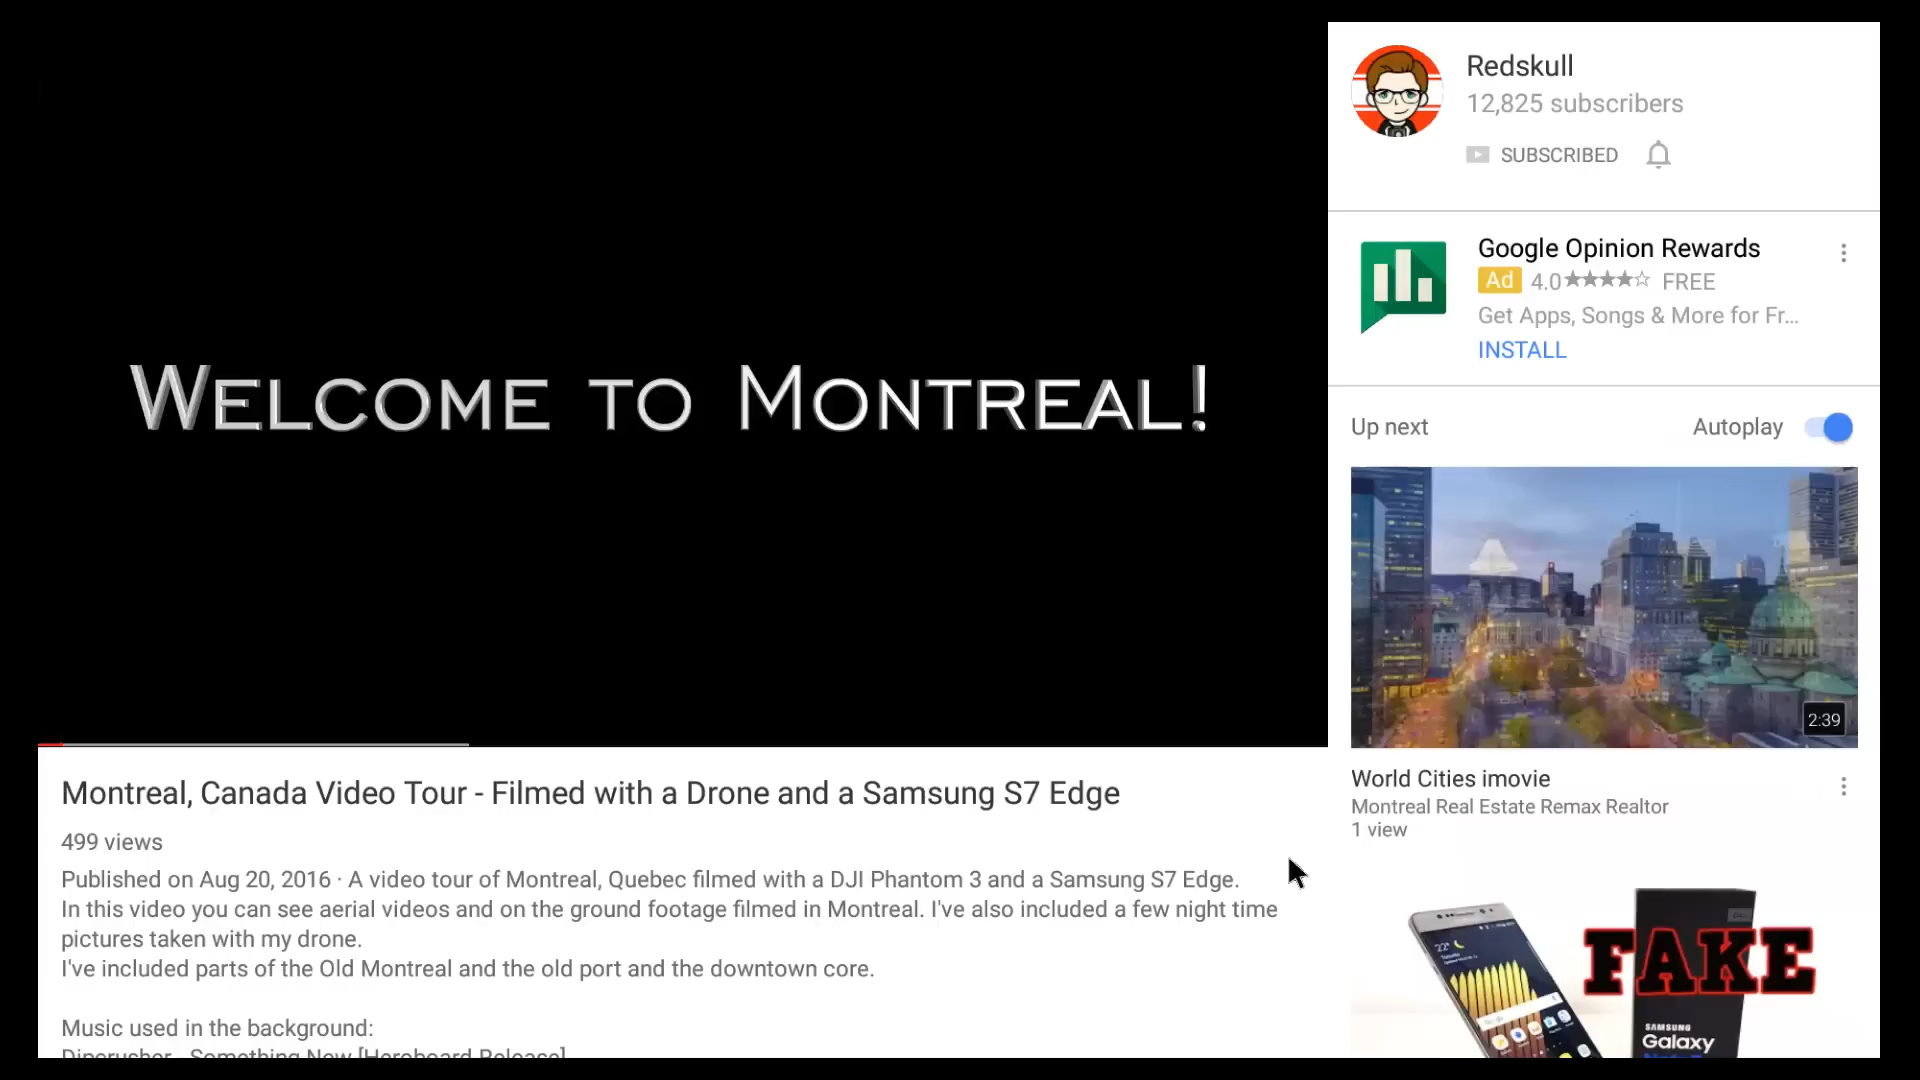 WELCOME TO MONTREAL!
Montreal, Canada Video Tour - Filmed with a Drone and a Samsung S7 Edge
499 views
Published on Aug 20, 2016 · A video tour of Montreal, Quebec filmed with a DJI Phantom 3 and a Samsung S7 Edge.
In this video you can see aerial videos and on the ground footage filmed in Montreal. I've also included a few night time
pictures taken with my drone.
I've included parts of the Old Montreal and the old port and the downtown core.
Music used in the background:
Redskull
12,825 subscribers
SUBSCRIBED
Google Opinion Rewards
Ad 4.0 FREE
Get Apps, Songs & More for Fr...
INSTALL
Up next Autoplay
2:39
World Cities imovie
Montreal Real Estate Remax Realtor
1 view
22°
FAKE
SAMSUNG
Galaxy